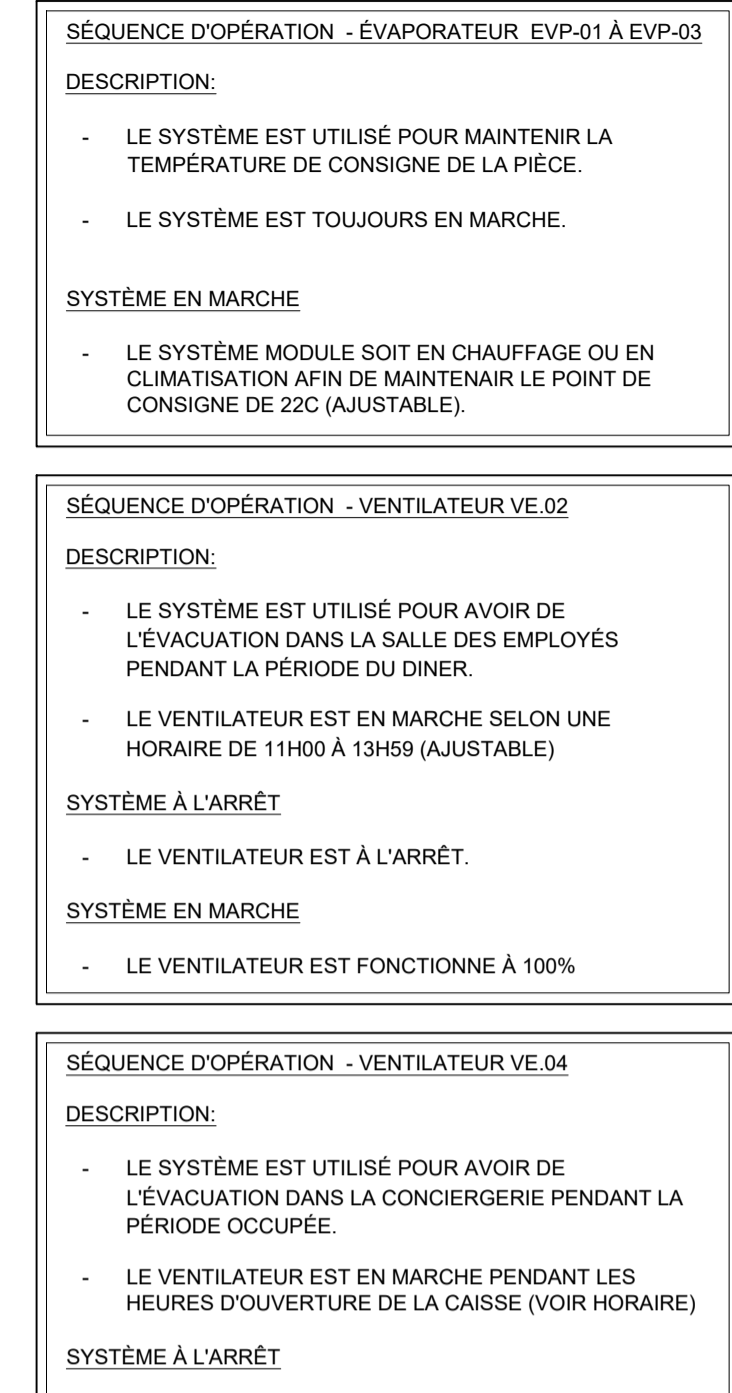 SÉQUENCE D'OPÉRATION - ÉVAPORATEUR EVP-01 À EVP-03
DESCRIPTION:
- LE SYSTÈME EST UTILISÉ POUR MAINTENIR LA
TEMPÉRATURE DE CONSIGNE DE LA PIÈCE.
- LE SYSTÈME EST TOUJOURS EN MARCHE.
SYSTÈME EN MARCHE
- LE SYSTÈME MODULE SOIT EN CHAUFFAGE OU EN
CLIMATISATION AFIN DE MAINTENAIR LE POINT DE
CONSIGNE DE 22C (AJUSTABLE).
SÉQUENCE D'OPÉRATION - VENTILATEUR VE.02
DESCRIPTION:
- LE SYSTÈME EST UTILISÉ POUR AVOIR DE
L'ÉVACUATION DANS LA SALLE DES EMPLOYÉS
PENDANT LA PÉRIODE DU DINER.
- LE VENTILATEUR EST EN MARCHE SELON UNE
HORAIRE DE 11H00 À 13H59 (AJUSTABLE)
SYSTÈME À L'ARRÊT
- LE VENTILATEUR EST À L'ARRÊT.
SYSTÈME EN MARCHE
- LE VENTILATEUR EST FONCTIONNE À 100%
SÉQUENCE D'OPÉRATION - VENTILATEUR VE.04
DESCRIPTION:
- LE SYSTÈME EST UTILISÉ POUR AVOIR DE
L'ÉVACUATION DANS LA CONCIERGERIE PENDANT LA
PÉRIODE OCCUPÉE.
- LE VENTILATEUR EST EN MARCHE PENDANT LES
HEURES D'OUVERTURE DE LA CAISSE (VOIR HORAIRE)
SYSTÈME À L'ARRÊT